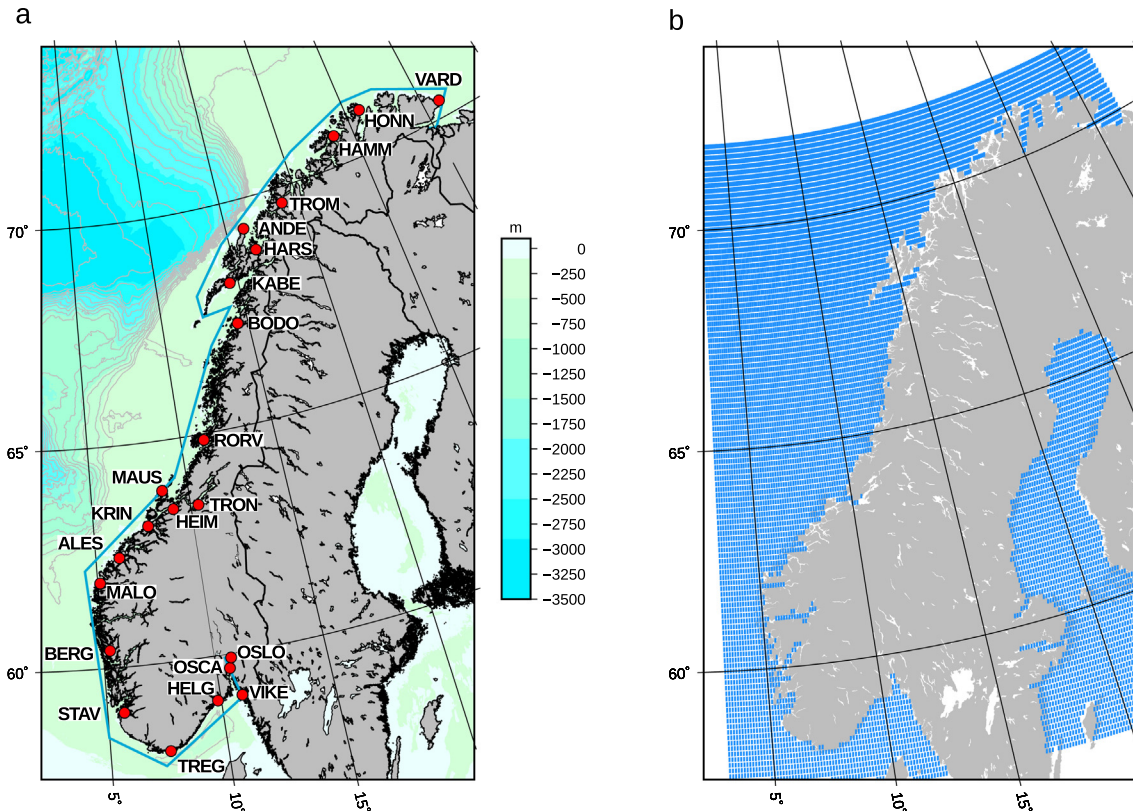 a
b
VARD
HONN
HAMM
TROM
ANDE
HARS
KABE
BODO
RORV
MAUS
TRON
KRIN
HEIM
ALES
MALO
BERG
OSLO
OSCA
HELG
VIKE
STAV
TREG
70°
65°
60°
5°
10°
15°
m
0
−250
−500
−750
−1000
−1250
−1500
−1750
−2000
−2250
−2500
−2750
−3000
−3250
−3500
70°
65°
60°
5°
10°
15°